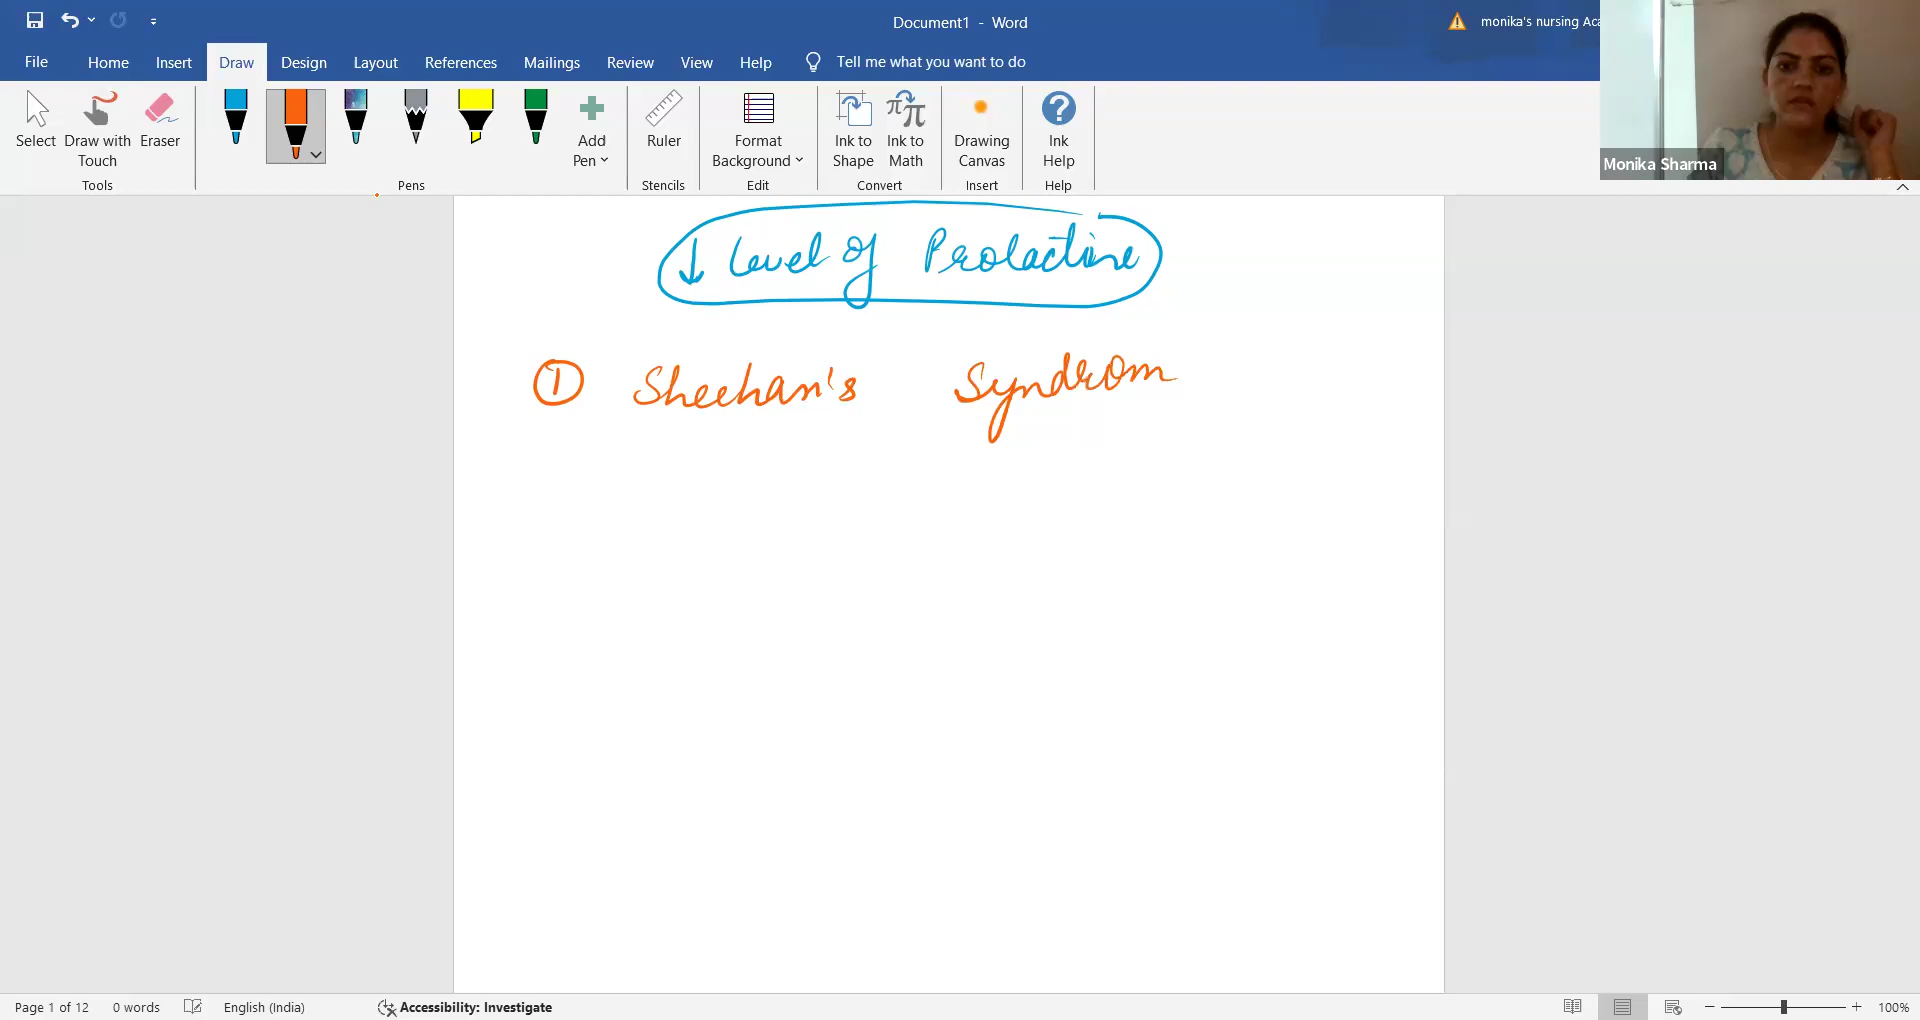 Document1 - Word
monika's nursing Aca
File Home Insert Draw Design Layout References Mailings Review View Help Tell me what you want to do
Select Draw with Touch Eraser Add Pen Ruler Format Background Ink to Shape Ink to Math Drawing Canvas Ink Help
Tools Pens Stencils Edit Convert Insert Help
Monika Sharma
↓ Level of Prolactine
① Sheehan's Syndrom
Page 1 of 12 0 words English (India) Accessibility: Investigate 100%